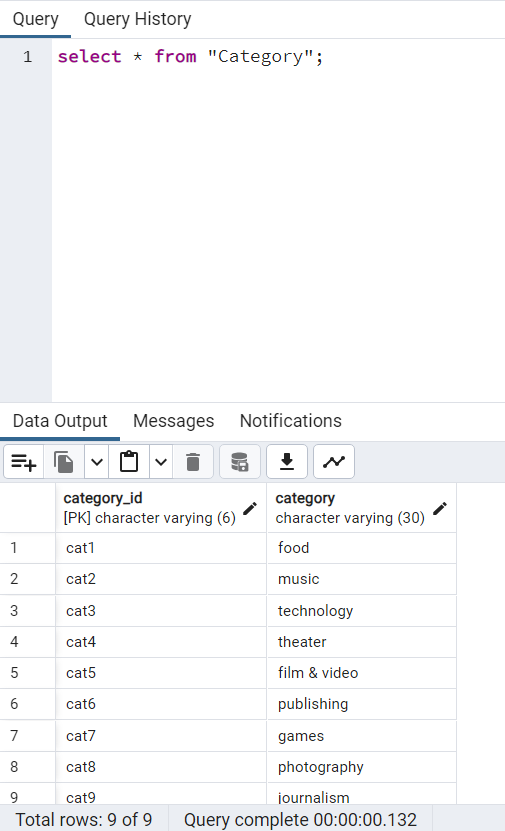 Query Query History
1 select * from "Category";
Data Output Messages Notifications
category_id category
[PK] character varying (6) character varying (30)
1 cat1 food
2 cat2 music
3 cat3 technology
4 cat4 theater
5 cat5 film & video
6 cat6 publishing
7 cat7 games
8 cat8 photography
9 cat9 journalism
Total rows: 9 of 9 Query complete 00:00:00.132